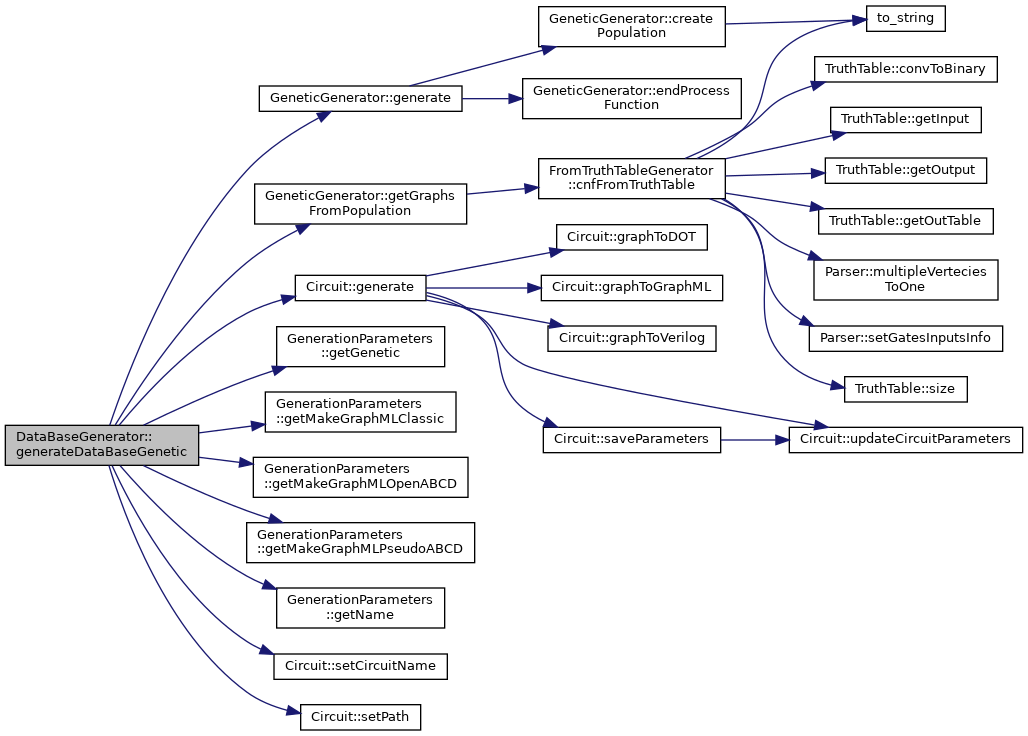 GeneticGenerator::create
Population
to_string
GeneticGenerator::generate
GeneticGenerator::endProcess
Function
TruthTable::convToBinary
TruthTable::getInput
FromTruthTableGenerator
::cnfFromTruthTable
TruthTable::getOutput
GeneticGenerator::getGraphs
FromPopulation
TruthTable::getOutTable
Circuit::graphToDOT
Parser::multipleVertecies
ToOne
Circuit::generate
Circuit::graphToGraphML
Circuit::graphToVerilog
Parser::setGatesInputsInfo
GenerationParameters
::getGenetic
TruthTable::size
GenerationParameters
::getMakeGraphMLClassic
DataBaseGenerator::
generateDataBaseGenetic
Circuit::saveParameters
Circuit::updateCircuitParameters
GenerationParameters
::getMakeGraphMLOpenABCD
GenerationParameters
::getMakeGraphMLPseudoABCD
GenerationParameters
::getName
Circuit::setCircuitName
Circuit::setPath